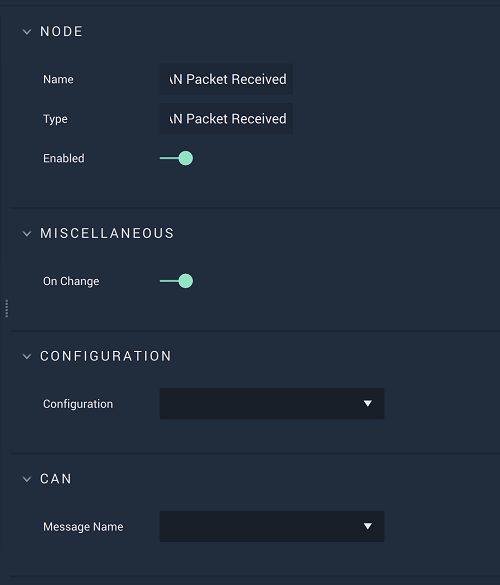 NODE
Name AN Packet Received
Type AN Packet Received
Enabled
MISCELLANEOUS
On Change
CONFIGURATION
Configuration
CAN
Message Name